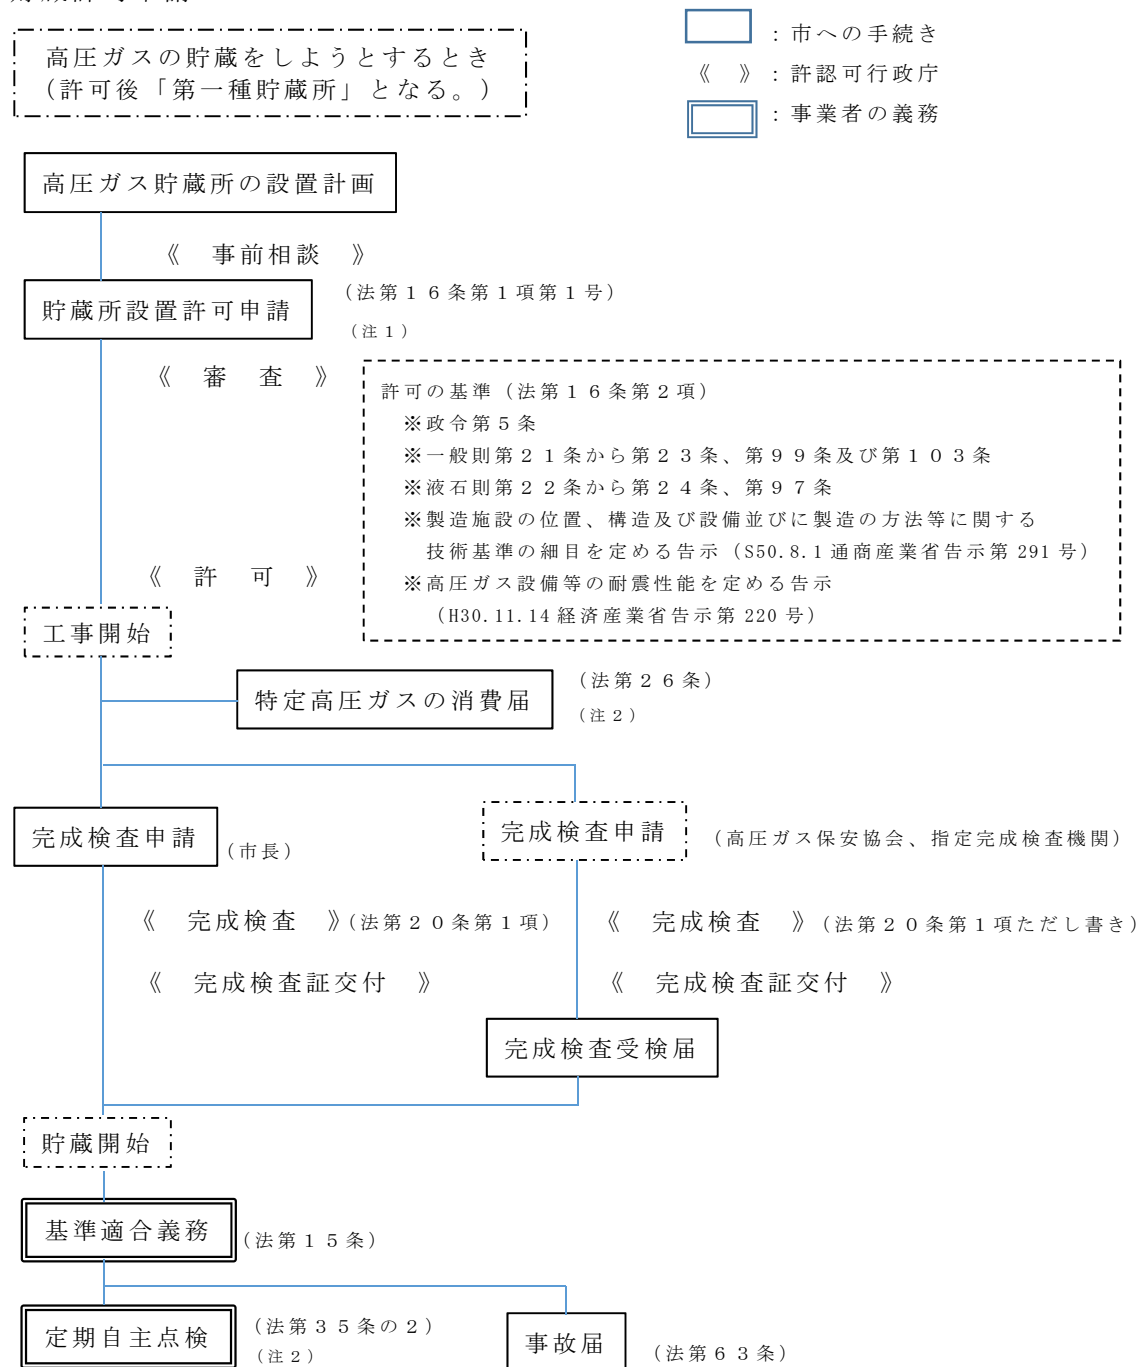 高圧ガスの貯蔵をしようとするとき
（許可後「第一種貯蔵所」となる。）
：市への手続き
《　》：許認可行政庁
：事業者の義務
高圧ガス貯蔵所の設置計画
《　事前相談　》
貯蔵所設置許可申請
（法第１６条第１項第１号）
（注１）
《　審　査　》
許可の基準（法第１６条第２項）
※政令第５条
※一般則第２１条から第２３条、第９９条及び第１０３条
※液石則第２２条から第２４条、第９７条
※製造施設の位置、構造及び設備並びに製造の方法等に関する
技術基準の細目を定める告示（S50.8.1 通商産業省告示第 291 号）
※高圧ガス設備等の耐震性能を定める告示
（H30.11.14 経済産業省告示第 220 号）
《　許　可　》
工事開始
特定高圧ガスの消費届
（法第２６条）
（注２）
完成検査申請
（市長）
完成検査申請
（高圧ガス保安協会、指定完成検査機関）
《　完成検査　》（法第２０条第１項）
《　完成検査　》（法第２０条第１項ただし書き）
《　完成検査証交付　》
《　完成検査証交付　》
完成検査受検届
貯蔵開始
基準適合義務
（法第１５条）
定期自主点検
（法第３５条の２）
（注２）
事故届
（法第６３条）